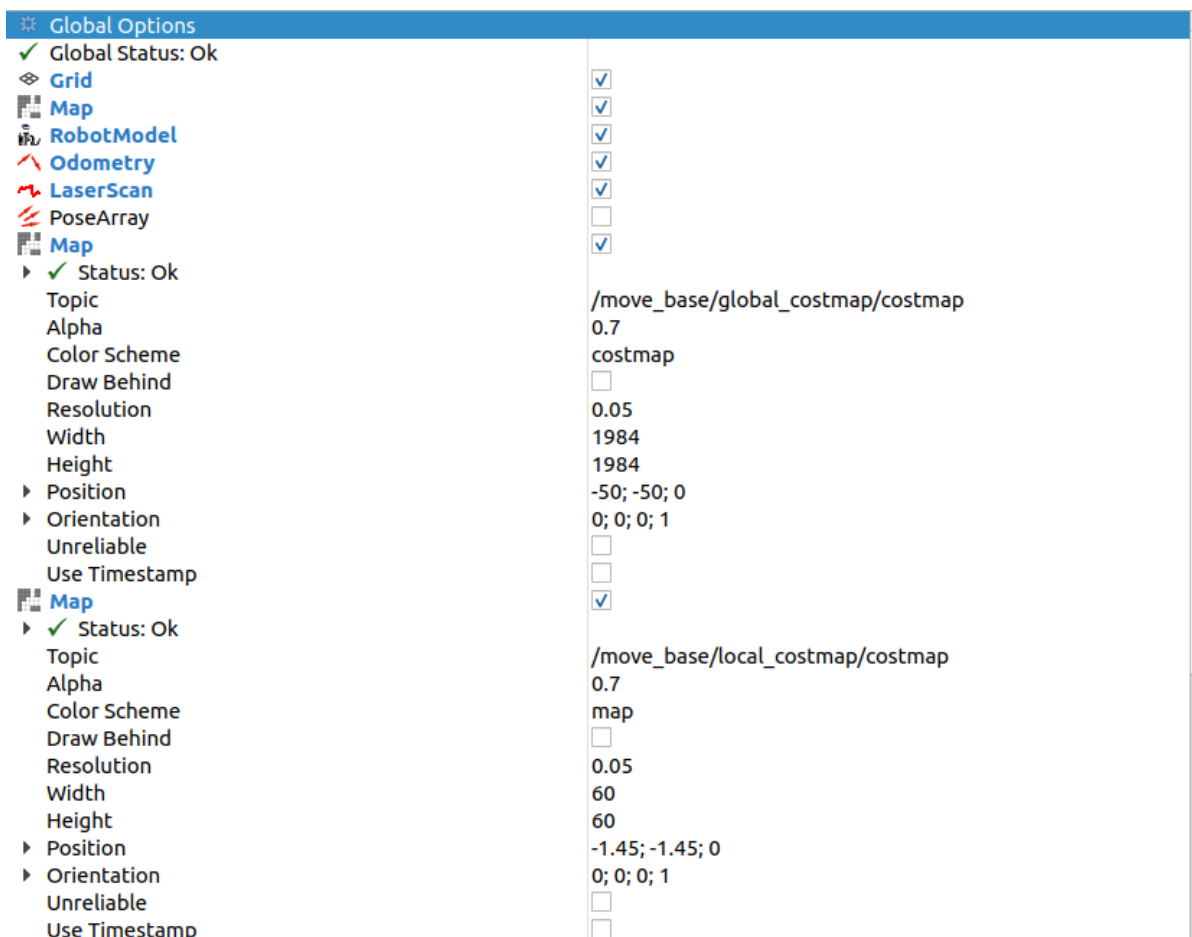 Global Options
Global Status: Ok
Grid
Map
RobotModel
Odometry
LaserScan
PoseArray
Map
Status: Ok
Topic /move_base/global_costmap/costmap
Alpha 0.7
Color Scheme costmap
Draw Behind
Resolution 0.05
Width 1984
Height 1984
Position -50; -50; 0
Orientation 0; 0; 0; 1
Unreliable
Use Timestamp
Map
Status: Ok
Topic /move_base/local_costmap/costmap
Alpha 0.7
Color Scheme map
Draw Behind
Resolution 0.05
Width 60
Height 60
Position -1.45; -1.45; 0
Orientation 0; 0; 0; 1
Unreliable
Use Timestamp